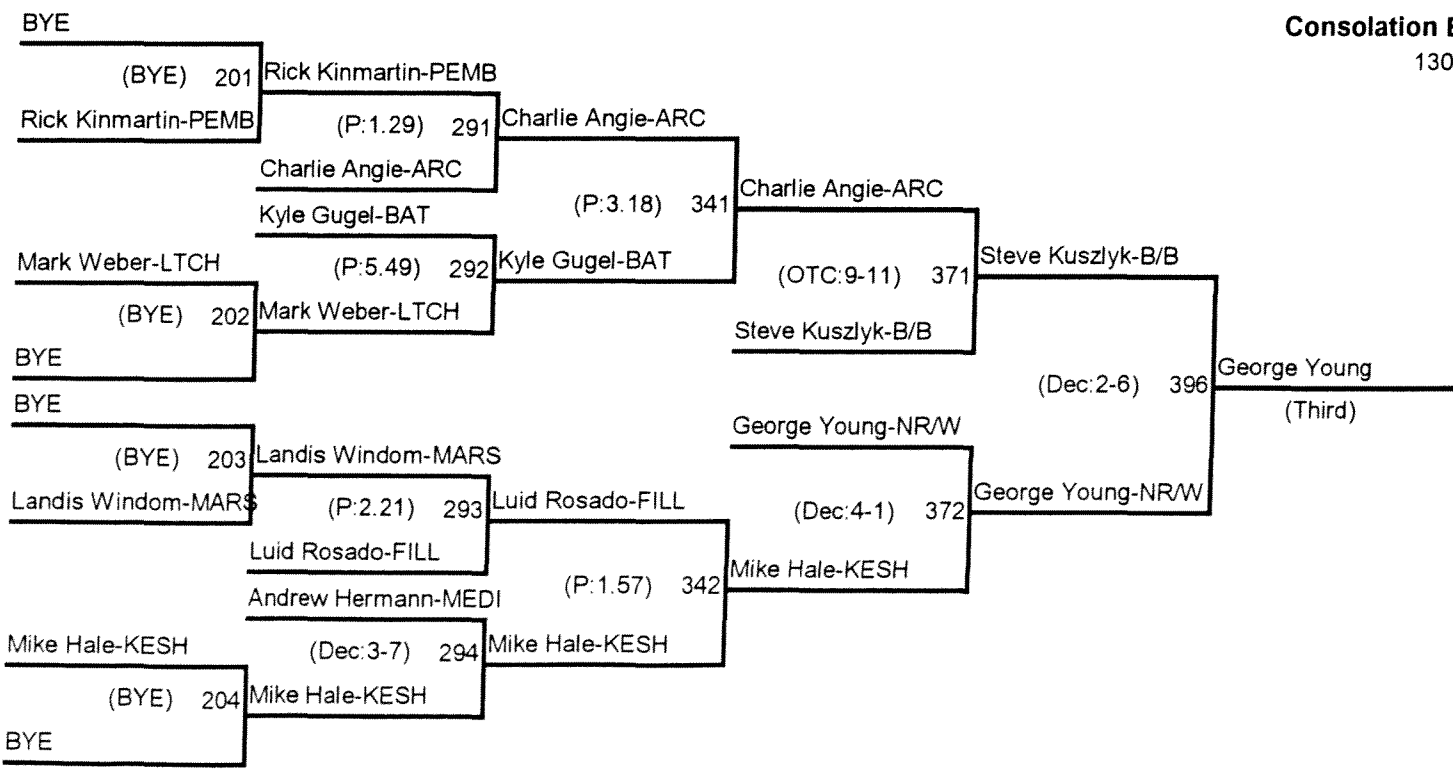 BYE
Consolation B
130
(BYE) 201
Rick Kinmartin-PEMB
Rick Kinmartin-PEMB
(P:1.29) 291
Charlie Angie-ARC
Charlie Angie-ARC
(P:3.18) 341
Charlie Angie-ARC
Kyle Gugel-BAT
Mark Weber-LTCH
(P:5.49) 292
Kyle Gugel-BAT
(OTC:9-11) 371
Steve Kuszlyk-B/B
(BYE) 202
Mark Weber-LTCH
Steve Kuszlyk-B/B
BYE
(Dec:2-6) 396
George Young
(Third)
BYE
George Young-NR/W
(BYE) 203
Landis Windom-MARS
Landis Windom-MARS
(P:2.21) 293
Luid Rosado-FILL
(Dec:4-1) 372
George Young-NR/W
Luid Rosado-FILL
(P:1.57) 342
Mike Hale-KESH
Andrew Hermann-MEDI
Mike Hale-KESH
(Dec:3-7) 294
Mike Hale-KESH
(BYE) 204
Mike Hale-KESH
BYE